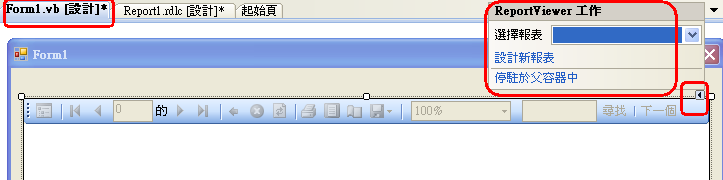 Form1.vb [設計]* Report1.rdlc [設計]* 起始頁
ReportViewer 工作
選擇報表
設計新報表
停駐於父容器中
Form1
0 的 100% 尋找 | 下一個